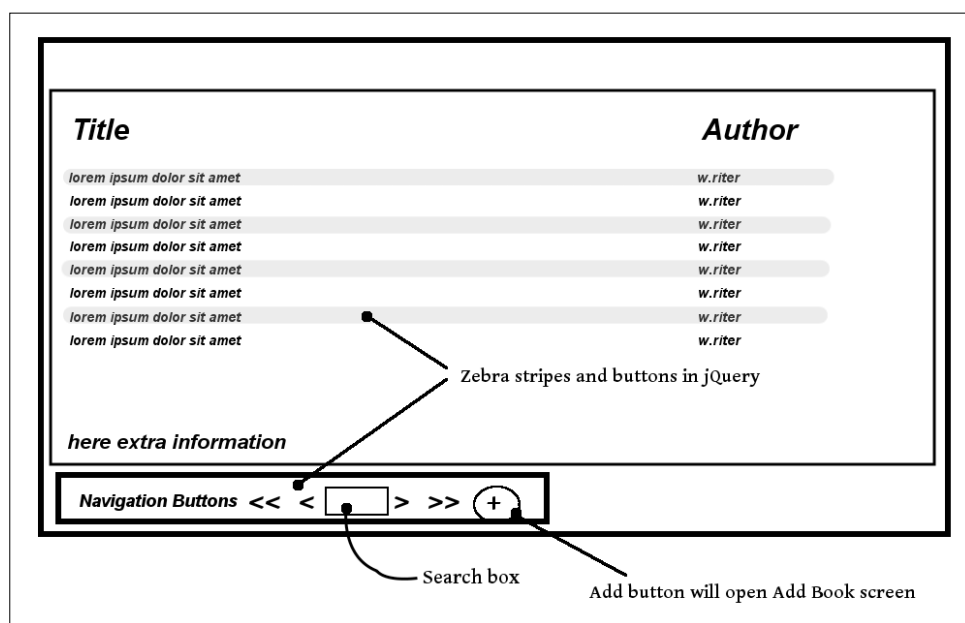 Title Author
lorem ipsum dolor sit amet w.riter
lorem ipsum dolor sit amet w.riter
lorem ipsum dolor sit amet w.riter
lorem ipsum dolor sit amet w.riter
lorem ipsum dolor sit amet w.riter
lorem ipsum dolor sit amet w.riter
lorem ipsum dolor sit amet w.riter
lorem ipsum dolor sit amet w.riter
Zebra stripes and buttons in jQuery
here extra information
Navigation Buttons << < > >> +
Search box
Add button will open Add Book screen